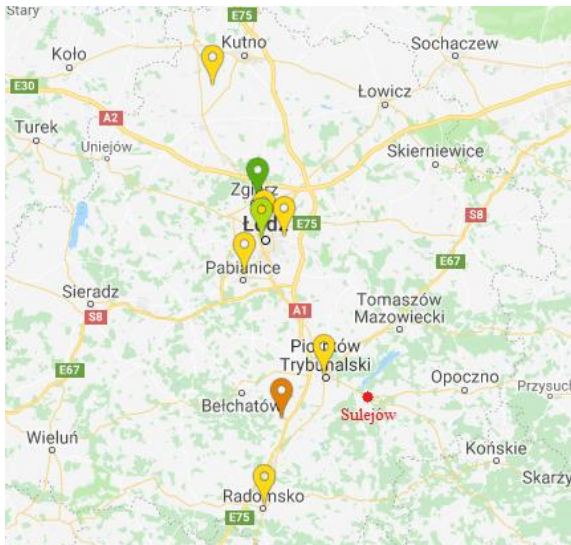 Stary
E75
Kutno
Sochaczew
Koło
E30
Łowicz
A2
Turek
Uniejów
Skierniewice
Zgierz
S8
Łódź
E75
Pabianice
E67
Sieradz
A1
Tomaszów
Mazowiecki
S8
Piotrków
Trybunalski
E67
Opoczno
Przysuch
Bełchatów
Sulejów
Wieluń
Końskie
Skarży
Radomsko
E75